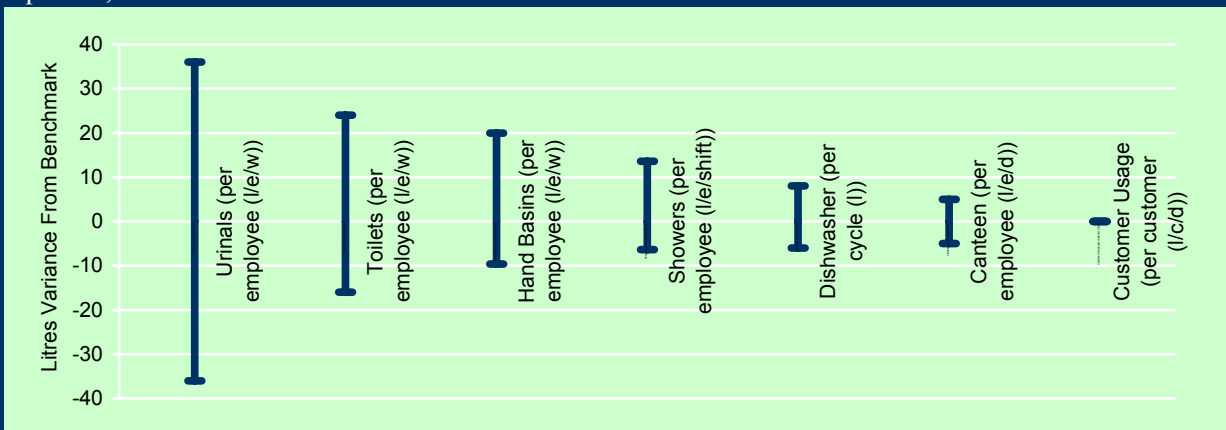 Litres Variance From Benchmark
40
30
20
10
0
-10
-20
-30
-40
Urinals (per
employee (l/e/w))
Toilets (per
employee (l/e/w))
Hand Basins (per
employee (l/e/w))
Showers (per
employee (l/e/shift))
Dishwasher (per
cycle (l))
Canteen (per
employee (l/e/d))
Customer Usage
(per customer
(l/c/d))